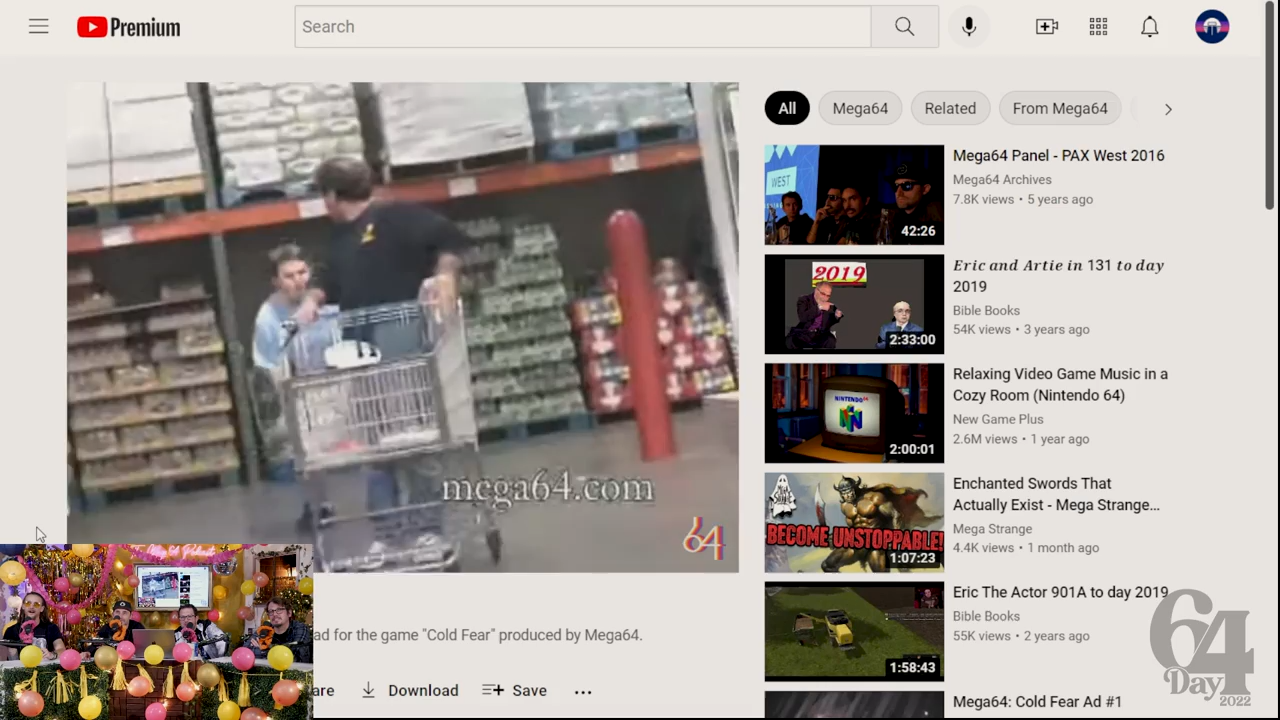 Premium
Search
mega64.com
64
ad for the game "Cold Fear" produced by Mega64.
are
Download
Save
All
Mega64
Related
From Mega64
WEST
42:26
Mega64 Panel - PAX West 2016
Mega64 Archives
7.8K views • 5 years ago
2019
2:33:00
Eric and Artie in 131 to day
2019
Bible Books
54K views • 3 years ago
NINTENDO 64
2:00:01
Relaxing Video Game Music in a
Cozy Room (Nintendo 64)
New Game Plus
2.6M views • 1 year ago
BECOME UNSTOPPABLE!
1:07:23
Enchanted Swords That
Actually Exist - Mega Strange...
Mega Strange
4.4K views • 1 month ago
1:58:43
Eric The Actor 901A to day 2019
Bible Books
55K views • 2 years ago
Mega64: Cold Fear Ad #1
64
Day
2022